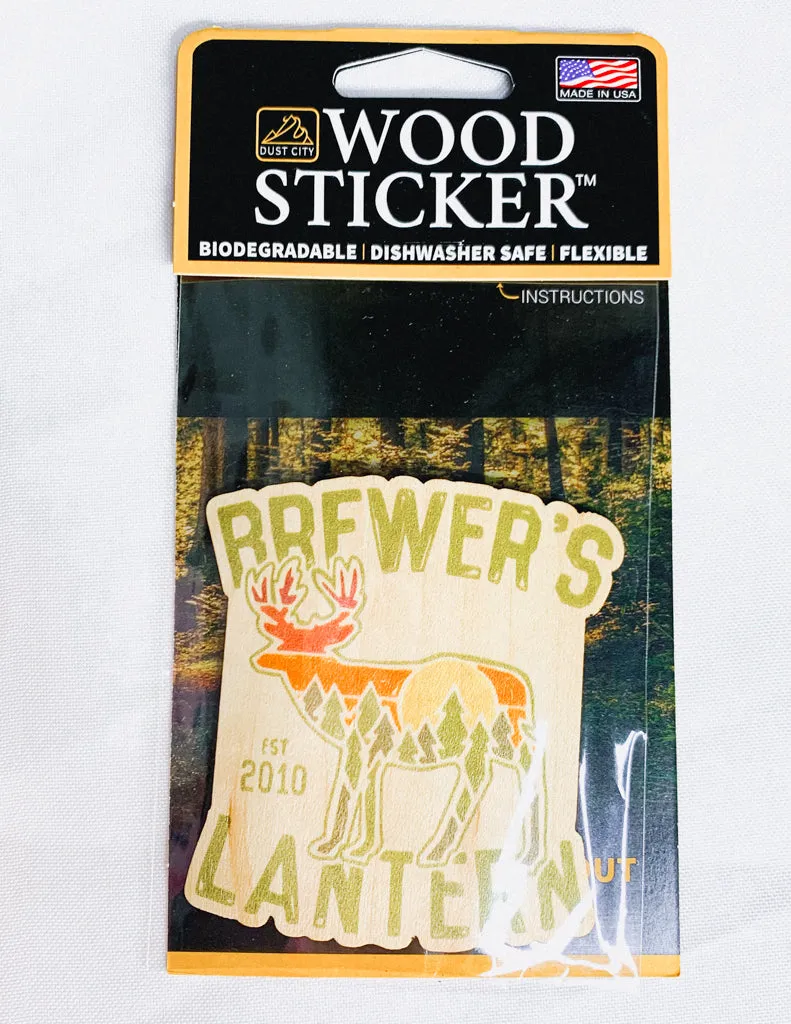 MADE IN USA
DUST CITY
WOOD
STICKER™
BIODEGRADABLE | DISHWASHER SAFE | FLEXIBLE
INSTRUCTIONS
BREWER'S
EST
2010
LANTERN